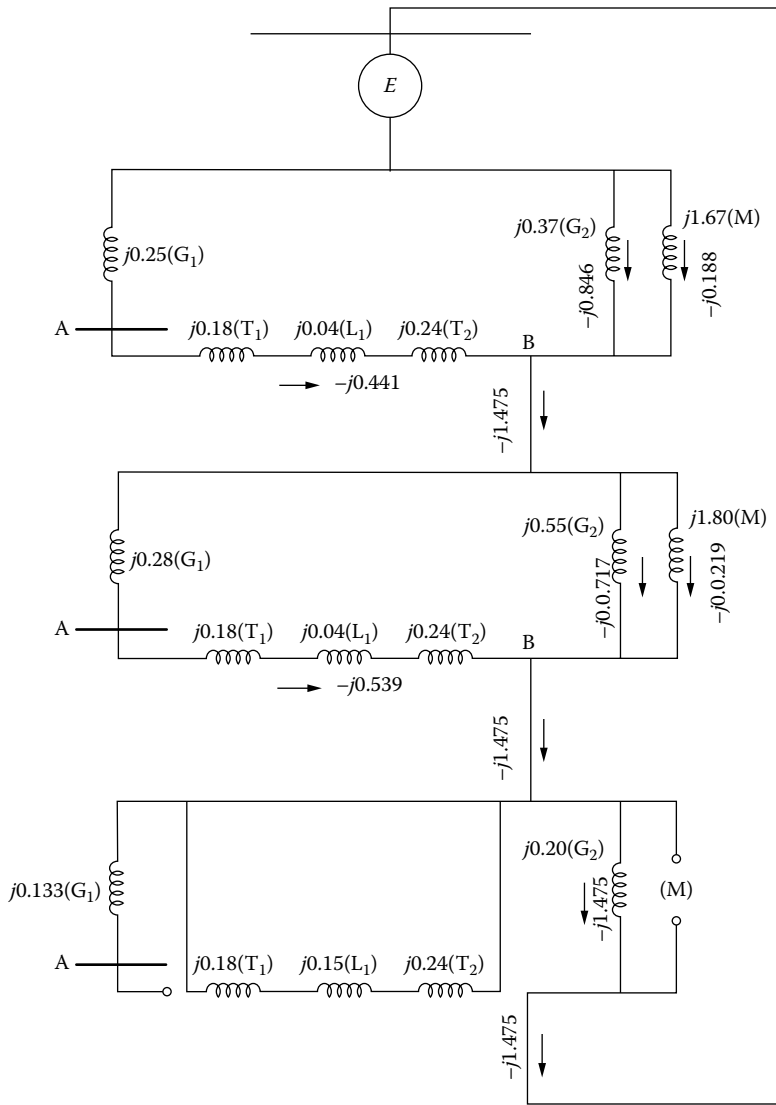 E
j0.25(G₁)
j0.37(G₂)
j1.67(M)
–j0.846
–j0.188
A
j0.18(T₁)
j0.04(L₁)
j0.24(T₂)
B
–j0.441
–j1.475
j0.28(G₁)
j0.55(G₂)
j1.80(M)
–j0.0.717
–j0.0.219
A
j0.18(T₁)
j0.04(L₁)
j0.24(T₂)
B
–j0.539
–j1.475
j0.133(G₁)
j0.20(G₂)
–j1.475
(M)
A
j0.18(T₁)
j0.15(L₁)
j0.24(T₂)
–j1.475